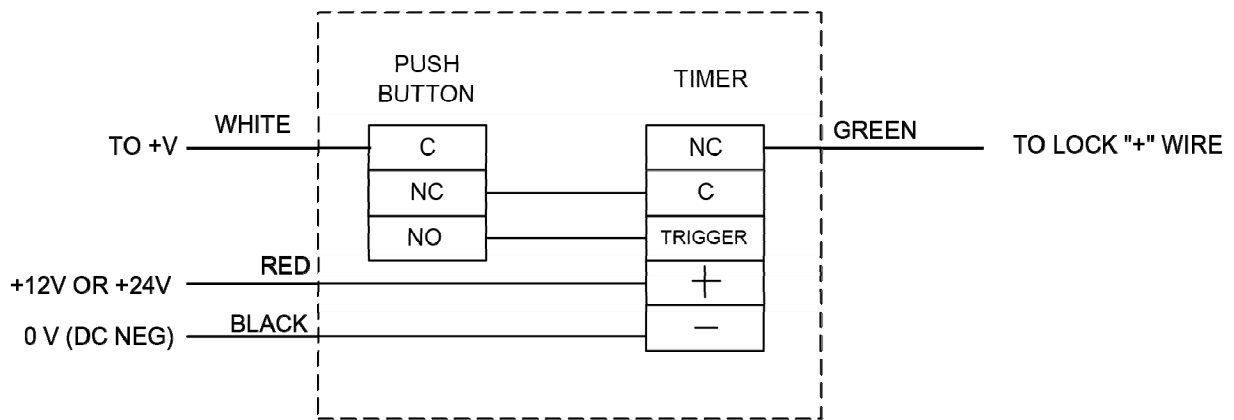 PUSH
BUTTON
TIMER
TO +V
WHITE
C
NC
GREEN
TO LOCK "+" WIRE
NC
C
NO
TRIGGER
+12V OR +24V
RED
+
0 V (DC NEG)
BLACK
-